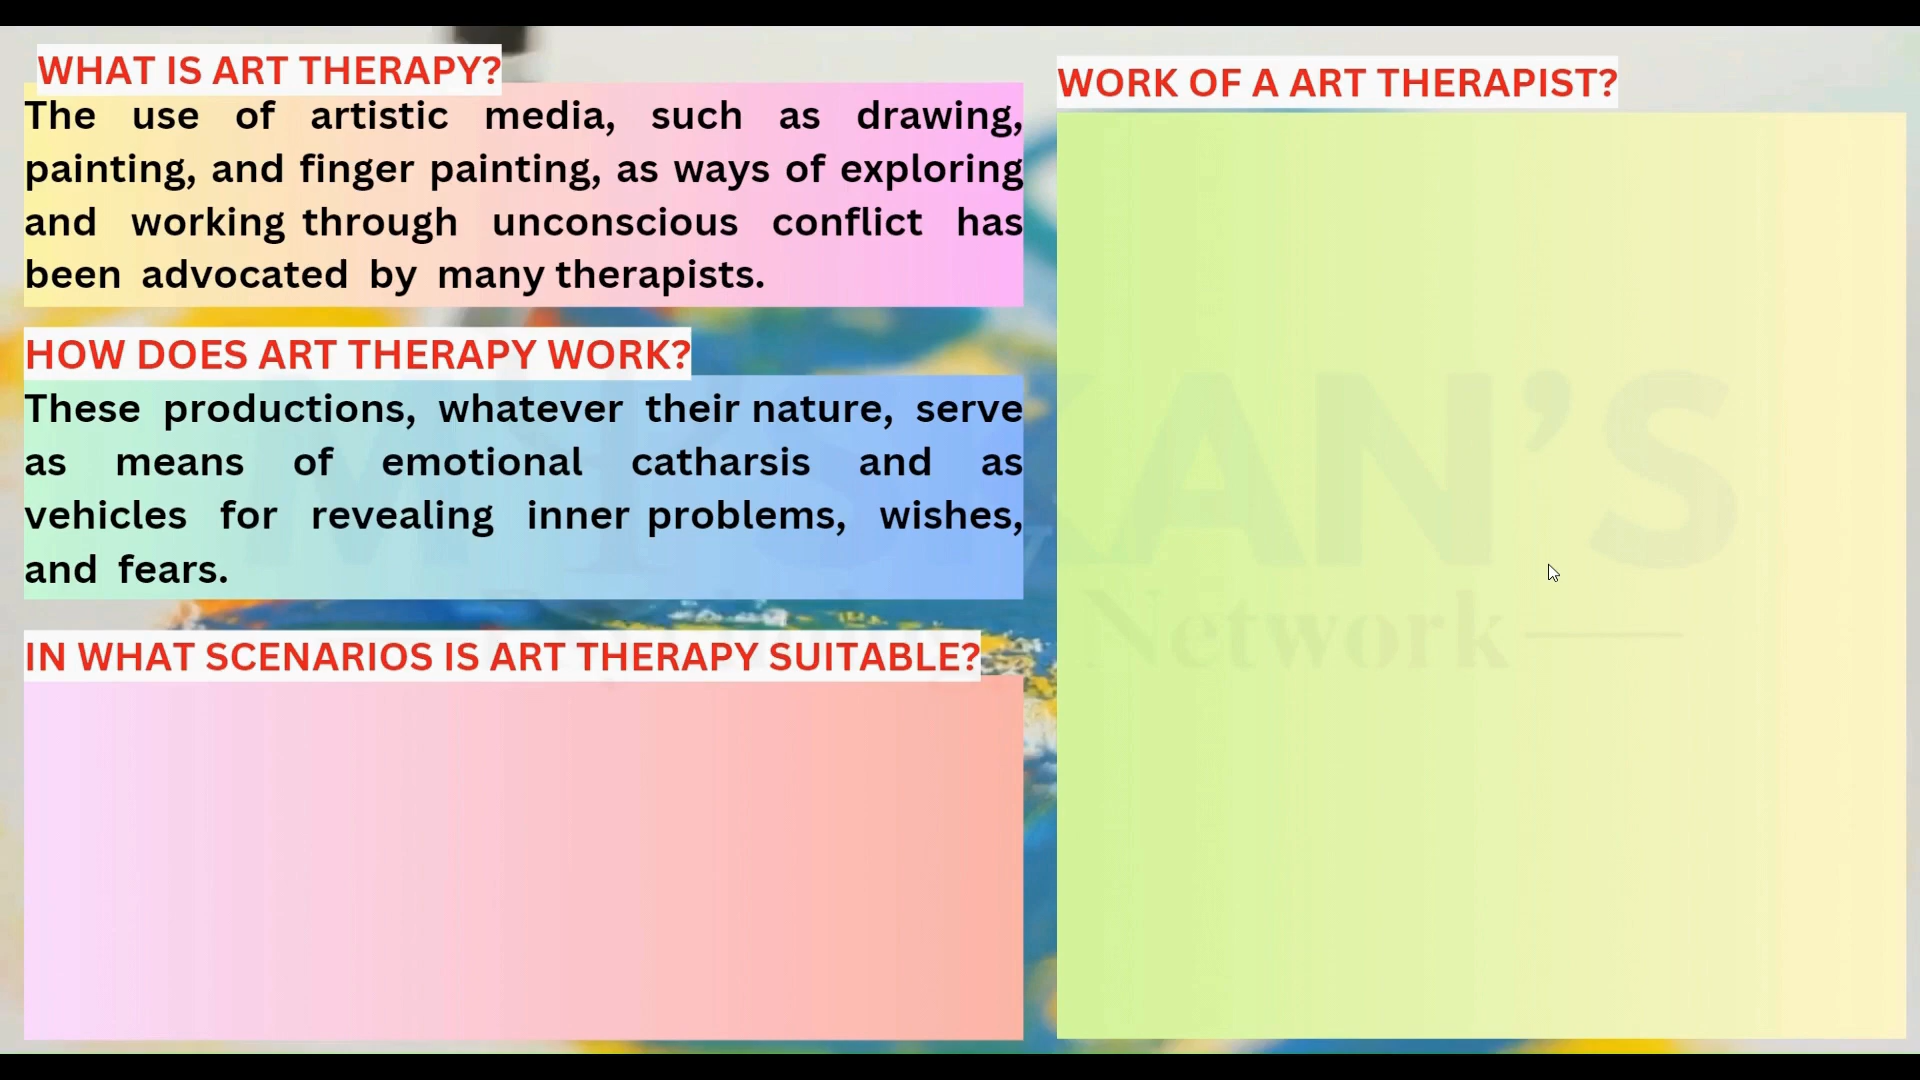 WHAT IS ART THERAPY?
The use of artistic media, such as drawing,
painting, and finger painting, as ways of exploring
and working through unconscious conflict has
been advocated by many therapists.
HOW DOES ART THERAPY WORK?
These productions, whatever their nature, serve
as means of emotional catharsis and as
vehicles for revealing inner problems, wishes,
and fears.
IN WHAT SCENARIOS IS ART THERAPY SUITABLE?
WORK OF A ART THERAPIST?
KAN'S
Network